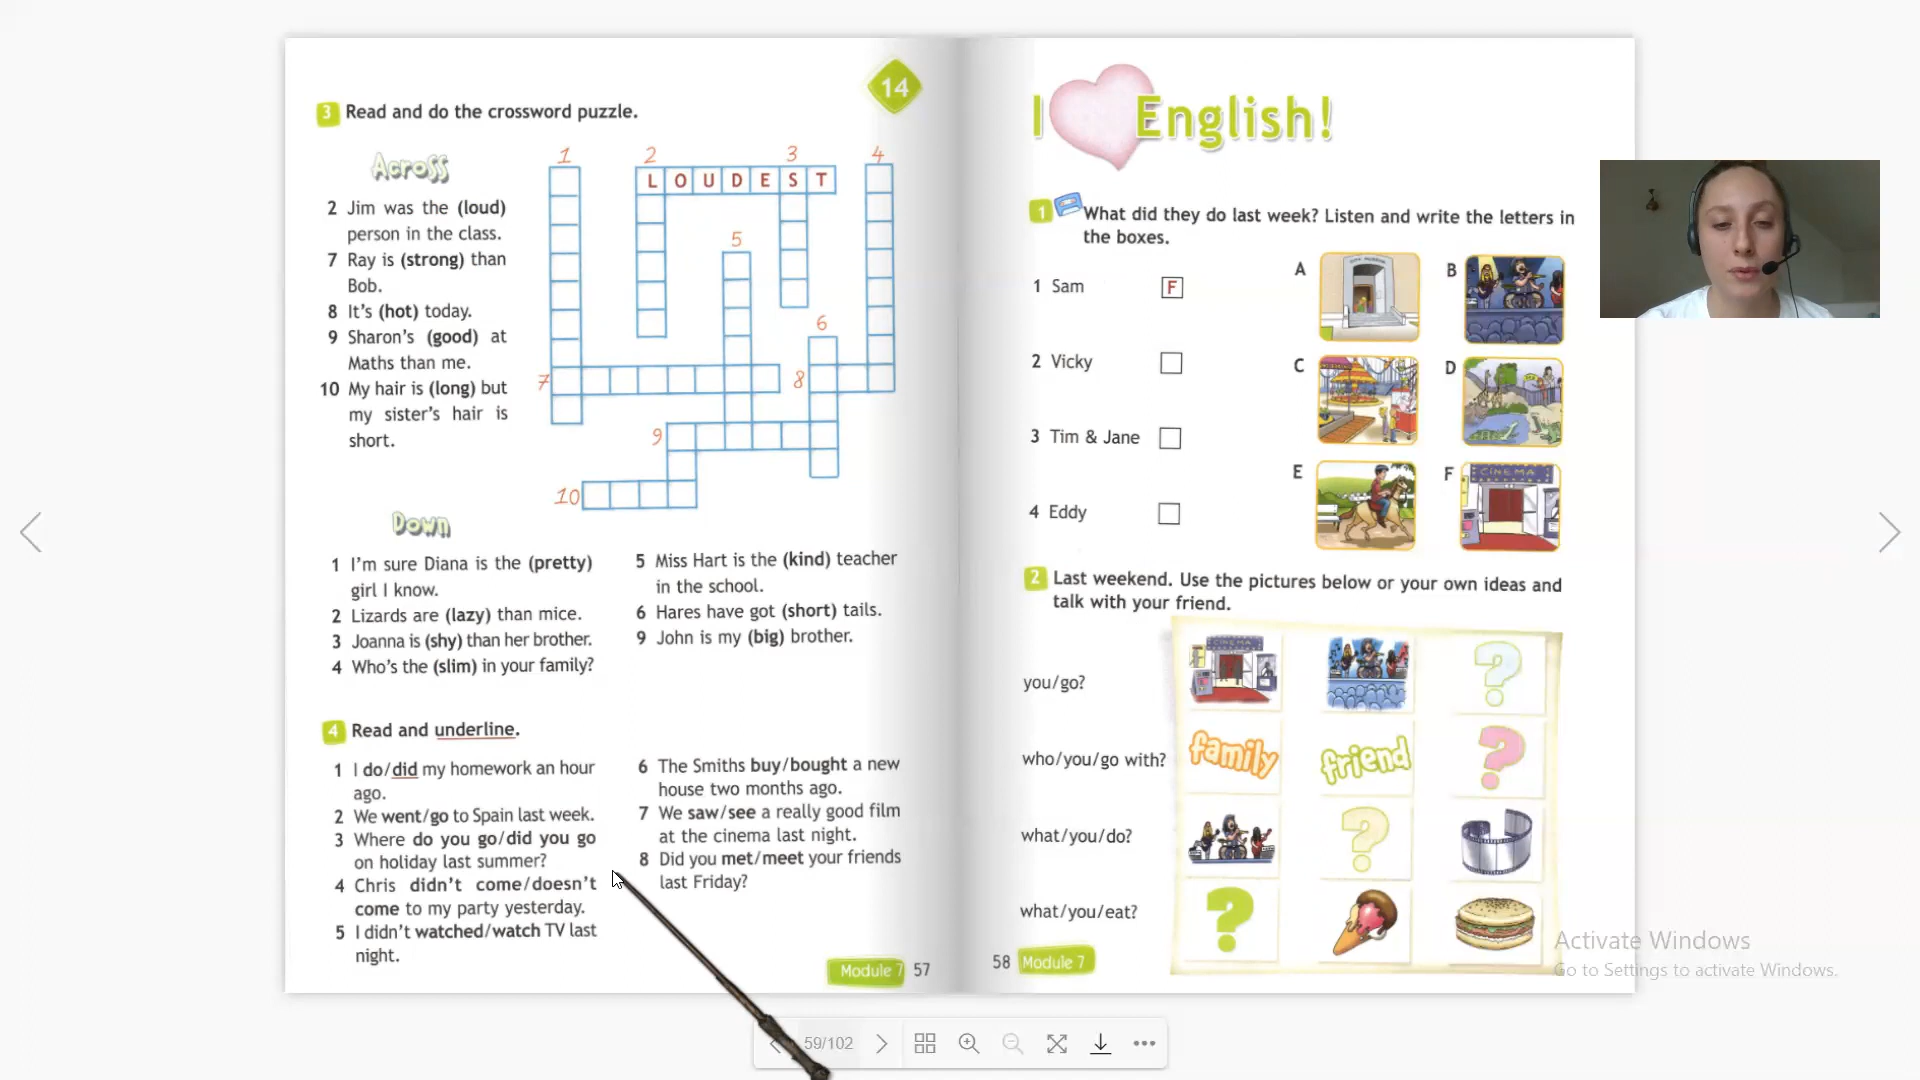 14
3 Read and do the crossword puzzle.
Across
2 Jim was the (loud)
person in the class.
7 Ray is (strong) than
Bob.
8 It's (hot) today.
9 Sharon's (good) at
Maths than me.
10 My hair is (long) but
my sister's hair is
short.
1 2 3 4
L O U D E S T
5
6
7 8
9
10
Down
1 I'm sure Diana is the (pretty)
girl I know.
2 Lizards are (lazy) than mice.
3 Joanna is (shy) than her brother.
4 Who's the (slim) in your family?
5 Miss Hart is the (kind) teacher
in the school.
6 Hares have got (short) tails.
9 John is my (big) brother.
4 Read and underline.
1 I do/did my homework an hour
ago.
2 We went/go to Spain last week.
3 Where do you go/did you go
on holiday last summer?
4 Chris didn't come/doesn't
come to my party yesterday.
5 I didn't watched/watch TV last
night.
6 The Smiths buy/bought a new
house two months ago.
7 We saw/see a really good film
at the cinema last night.
8 Did you met/meet your friends
last Friday?
Module 7 57
I English!
1 What did they do last week? Listen and write the letters in
the boxes.
1 Sam F
2 Vicky
3 Tim & Jane
4 Eddy
A B
C D
E F
CINEMA
2 Last weekend. Use the pictures below or your own ideas and
talk with your friend.
you/go?
CINEMA ?
who/you/go with?
family friend ?
what/you/do?
?
what/you/eat?
?
58 Module 7
Activate Windows
Go to Settings to activate Windows.
59/102